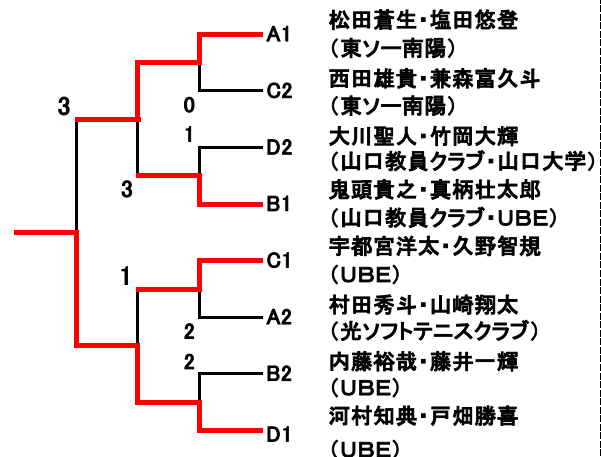 松田蒼生・塩田悠登
A1
（東ソー南陽）
3
西田雄貴・兼森富久斗
C2
（東ソー南陽）
0
1
大川聖人・竹岡大輝
D2
（山口教員クラブ・山口大学）
3
鬼頭貴之・真柄壮太郎
B1
（山口教員クラブ・UBE）
宇都宮洋太・久野智規
C1
（UBE）
1
村田秀斗・山崎翔太
A2
（光ソフトテニスクラブ）
2
2
内藤裕哉・藤井一輝
B2
（UBE）
河村知典・戸畑勝喜
D1
（UBE）